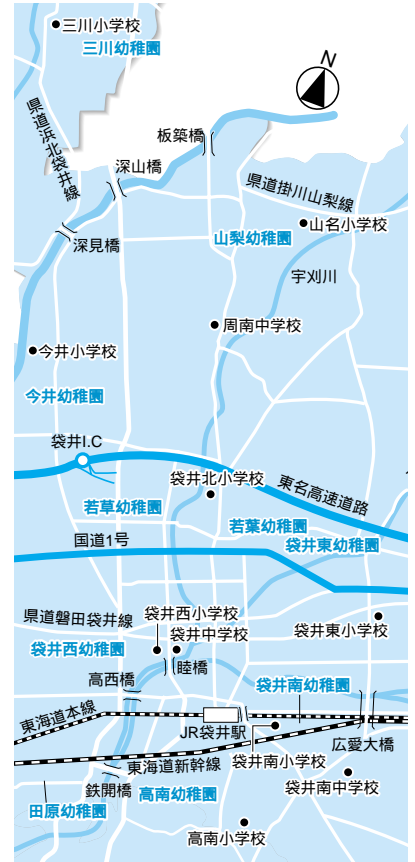 三川小学校
三川幼稚園
N
県道浜北袋井線
板築橋
深山橋
県道掛川山梨線
山名小学校
山梨幼稚園
深見橋
宇刈川
周南中学校
今井小学校
今井幼稚園
袋井I.C
袋井北小学校
東名高速道路
若草幼稚園
若葉幼稚園
国道1号
袋井東幼稚園
袋井西小学校
県道磐田袋井線
袋井東小学校
袋井中学校
袋井西幼稚園
睦橋
高西橋
袋井南幼稚園
東海道本線
JR袋井駅
広愛大橋
袋井南小学校
東海道新幹線
袋井南中学校
鉄開橋
高南幼稚園
田原幼稚園
高南小学校